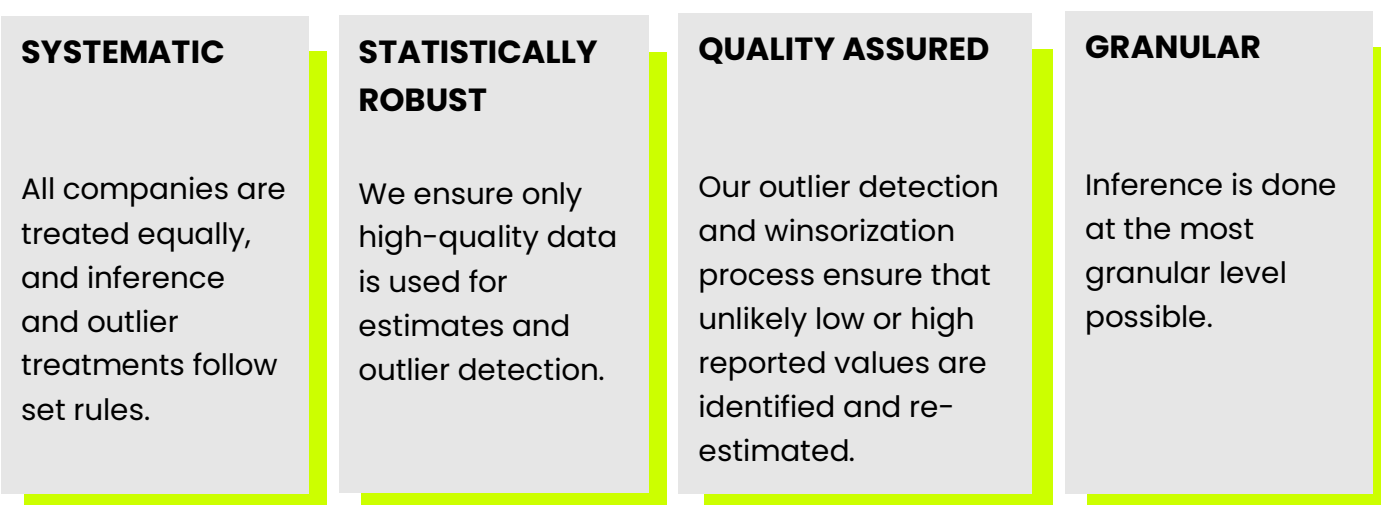 SYSTEMATIC
All companies are
treated equally,
and inference
and outlier
treatments follow
set rules.
STATISTICALLY
ROBUST
We ensure only
high-quality data
is used for
estimates and
outlier detection.
QUALITY ASSURED
Our outlier detection
and winsorization
process ensure that
unlikely low or high
reported values are
identified and re-
estimated.
GRANULAR
Inference is done
at the most
granular level
possible.